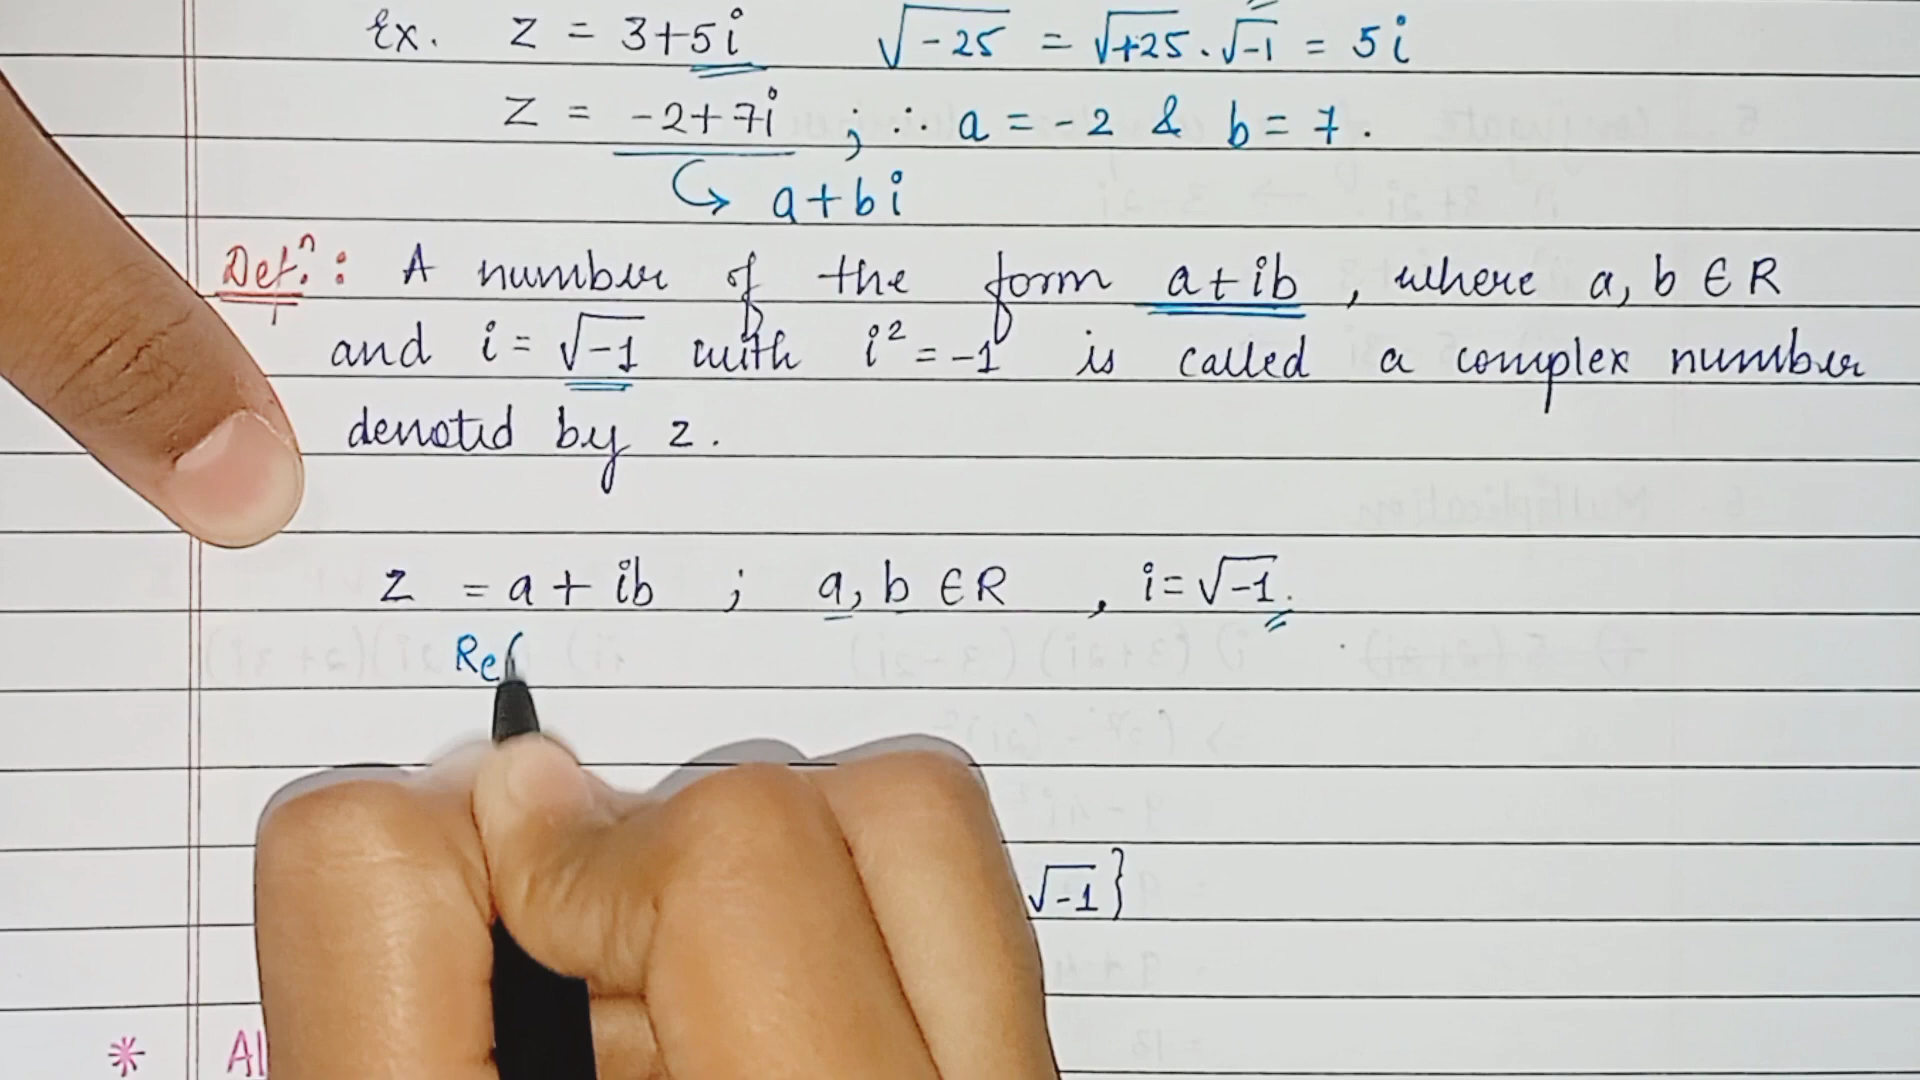 Ex. z = 3+5i √-25 = √+25 . √-1 = 5i
z = -2+7i ; ∴ a = -2 & b = 7.
↳ a+bi
Defⁿ: A number of the form a+ib, where a, b ∈ R
and i = √-1 with i² = -1 is called a complex number
denoted by z.
z = a + ib ; a, b ∈ R , i = √-1.
Re(
√-1}
* Al